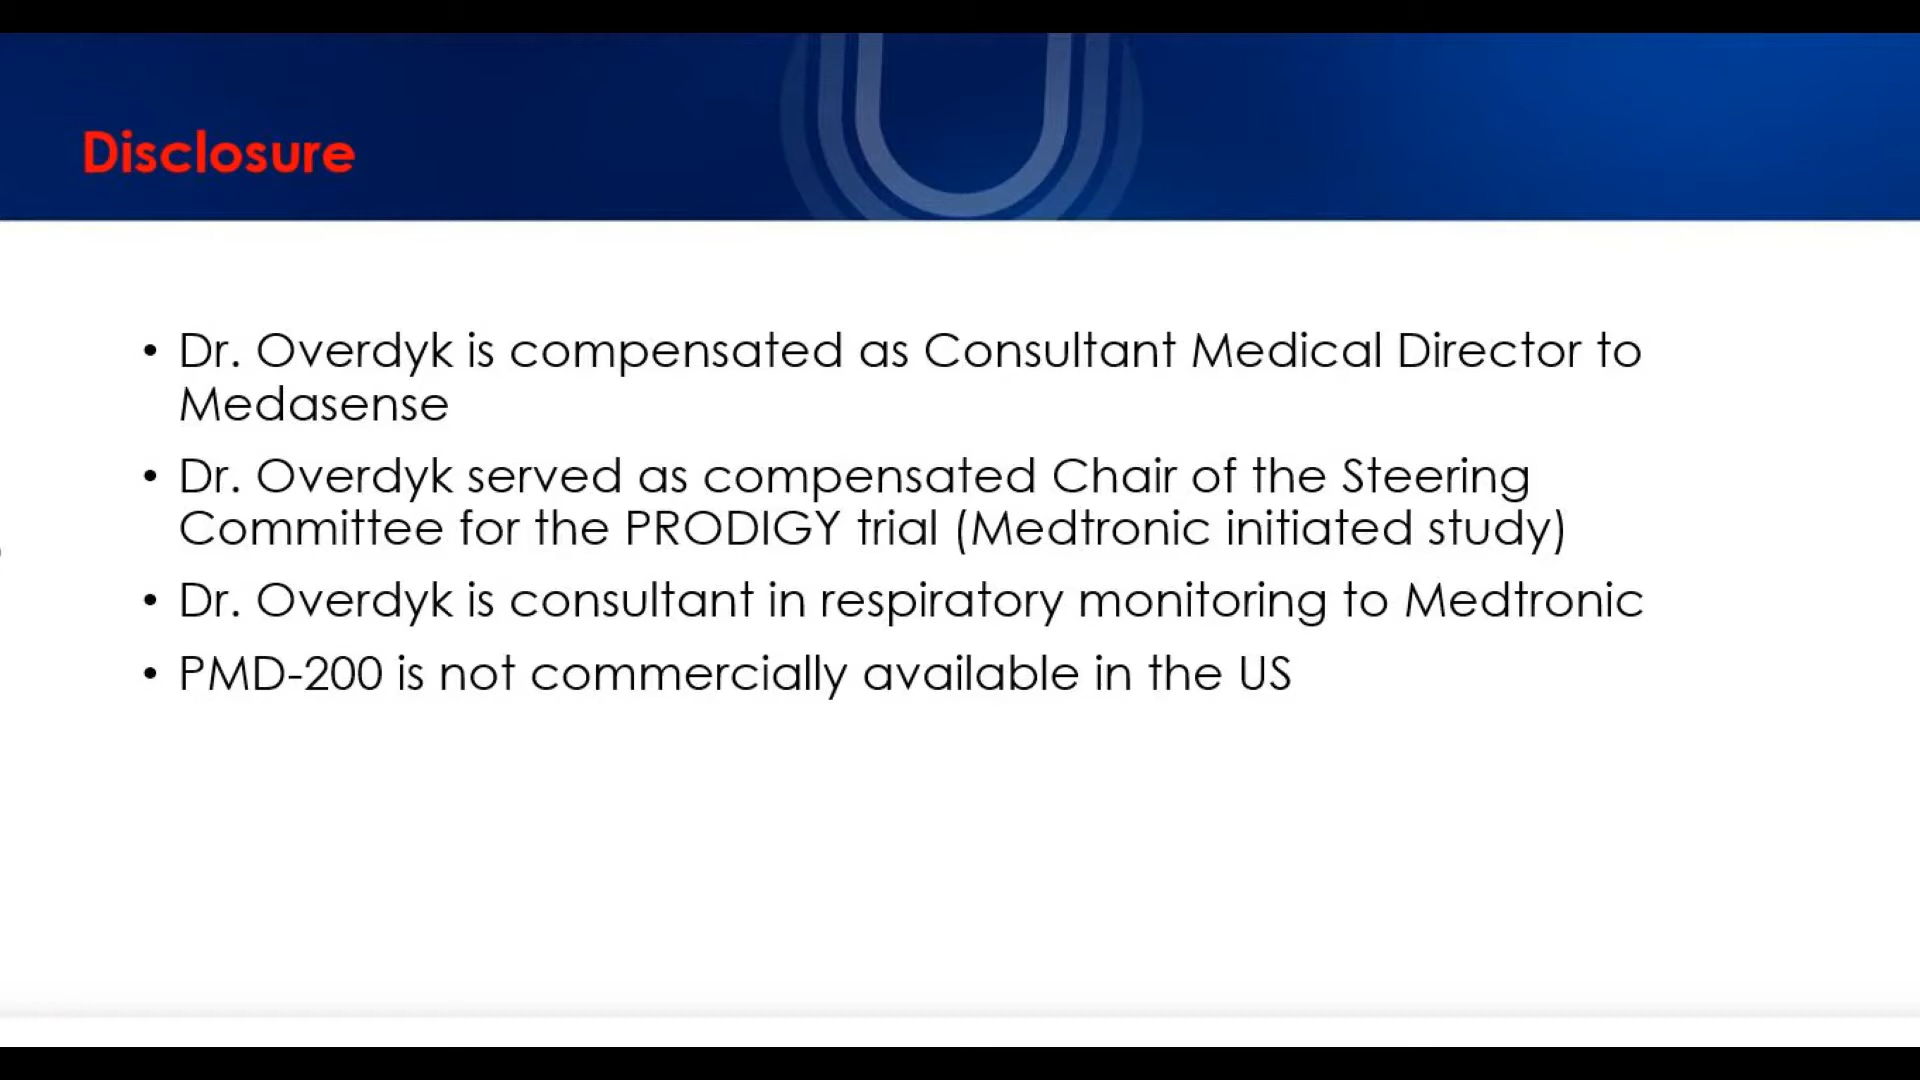 Disclosure
• Dr. Overdyk is compensated as Consultant Medical Director to
Medasense
• Dr. Overdyk served as compensated Chair of the Steering
Committee for the PRODIGY trial (Medtronic initiated study)
• Dr. Overdyk is consultant in respiratory monitoring to Medtronic
• PMD-200 is not commercially available in the US